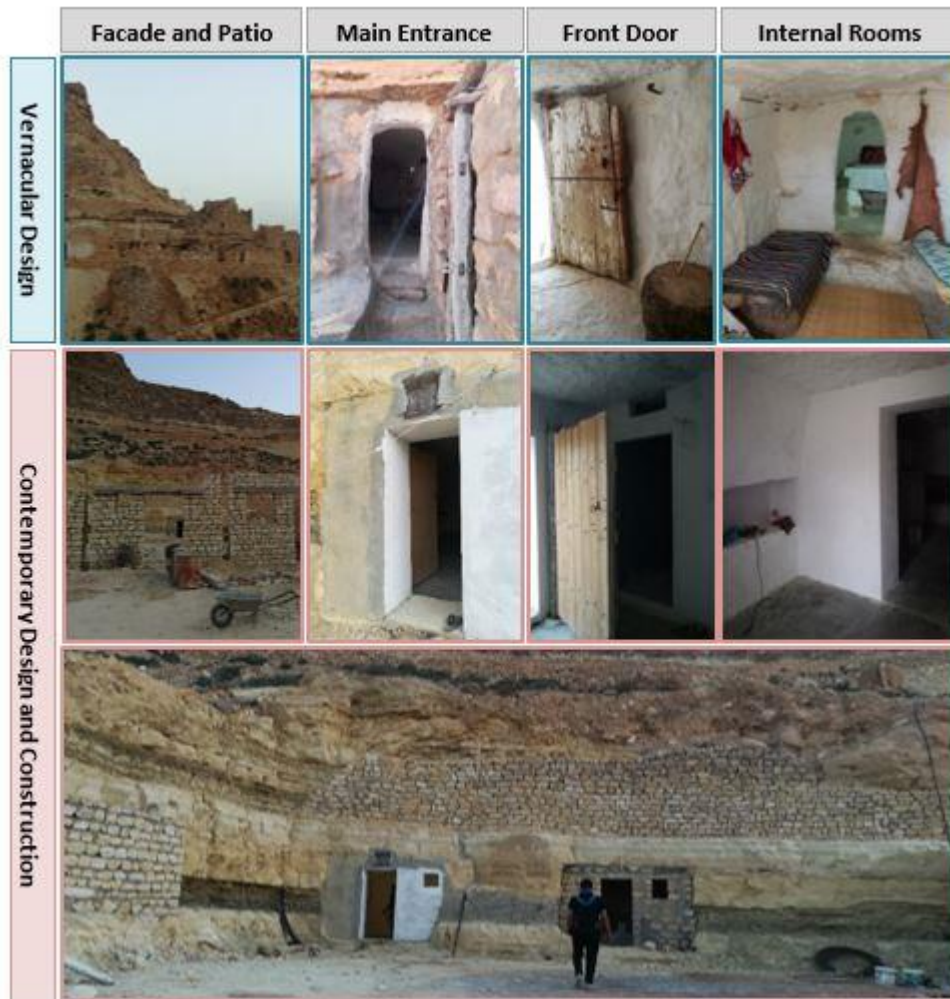 Facade and Patio
Main Entrance
Front Door
Internal Rooms
Vernacular Design
Contemporary Design and Construction